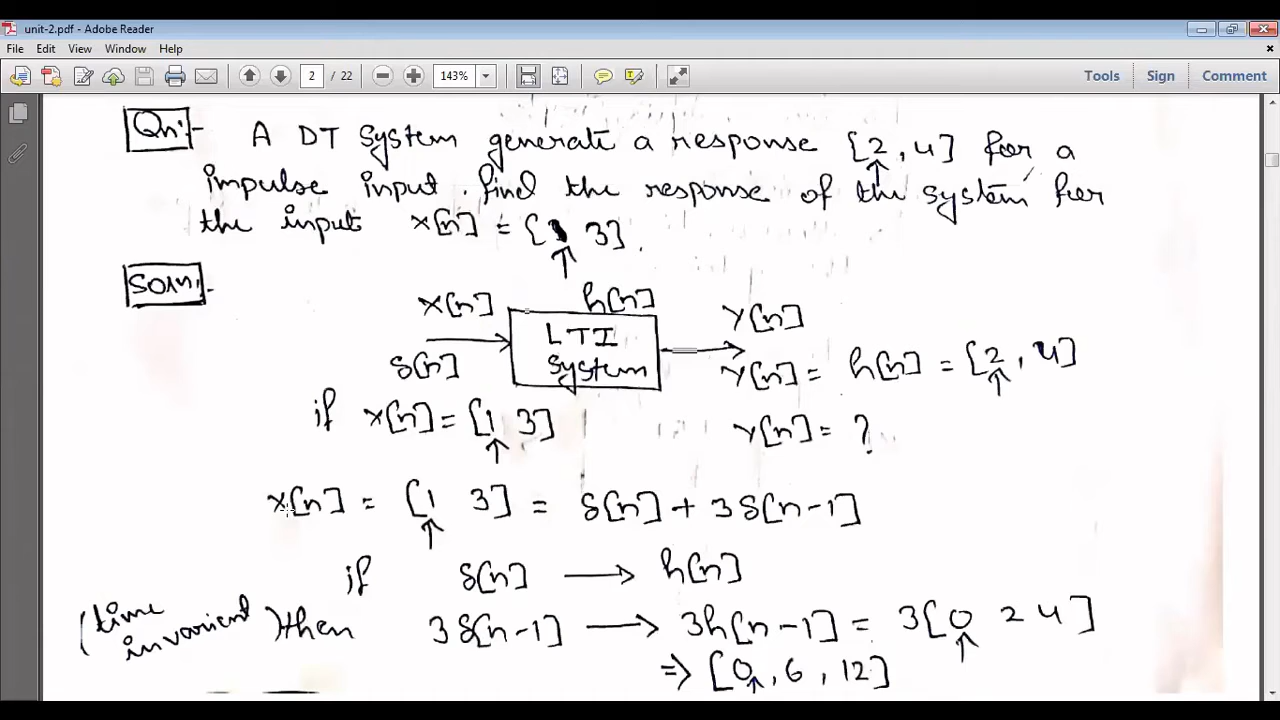 unit-2.pdf - Adobe Reader
File Edit View Window Help
2 / 22 143% Tools Sign Comment
Qn:- A DT system generate a response {2, 4} for a
↑
impulse input. find the response of the system for
the input x[n] = {1 3}.
↑
Soln:-
x[n] h[n] y[n]
LTI
System
δ[n] y[n] = h[n] = [2, 4]
↑
if x[n] = [1 3] y[n] = ?
↑
x[n] = [1 3] = δ[n] + 3δ[n-1]
↑
if δ[n] → h[n]
(time
invarient) then 3δ[n-1] → 3h[n-1] = 3[0 2 4]
↑
⇒ [0, 6, 12]
↑